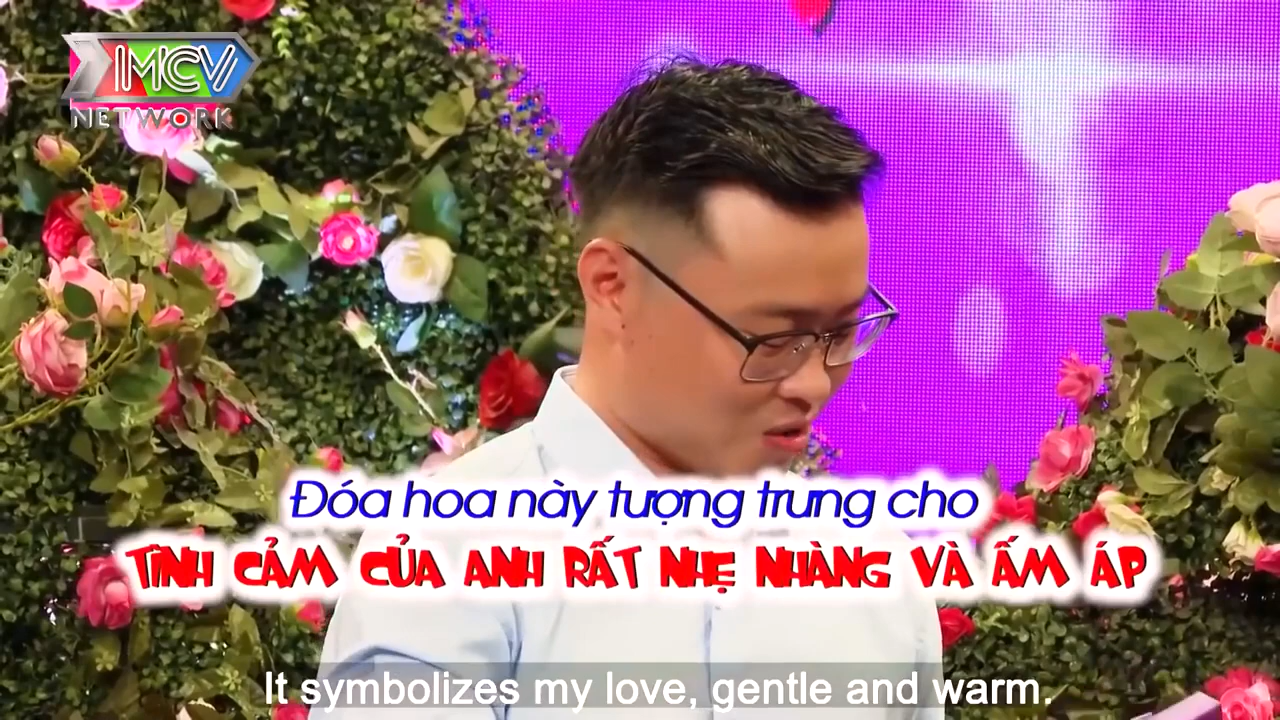 MCV
NETWORK
Đóa hoa này tượng trưng cho
TÌNH CẢM CỦA ANH RẤT NHẸ NHÀNG VÀ ẤM ÁP
It symbolizes my love, gentle and warm.